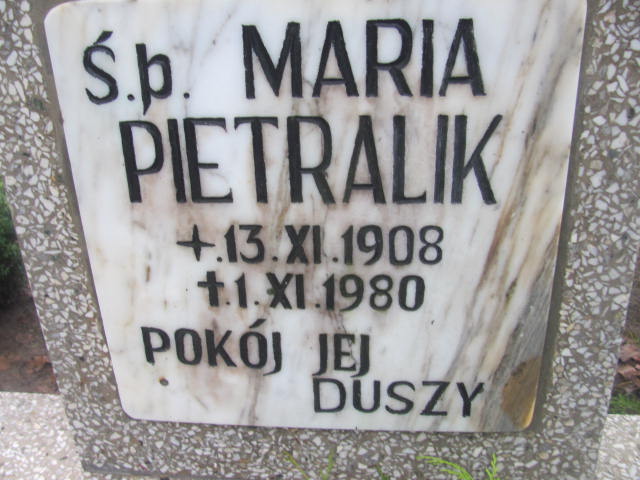 Ś.p. MARIA
PIETRALIK
+.13.XI.1908
†.1.XI.1980
POKÓJ JEJ
DUSZY